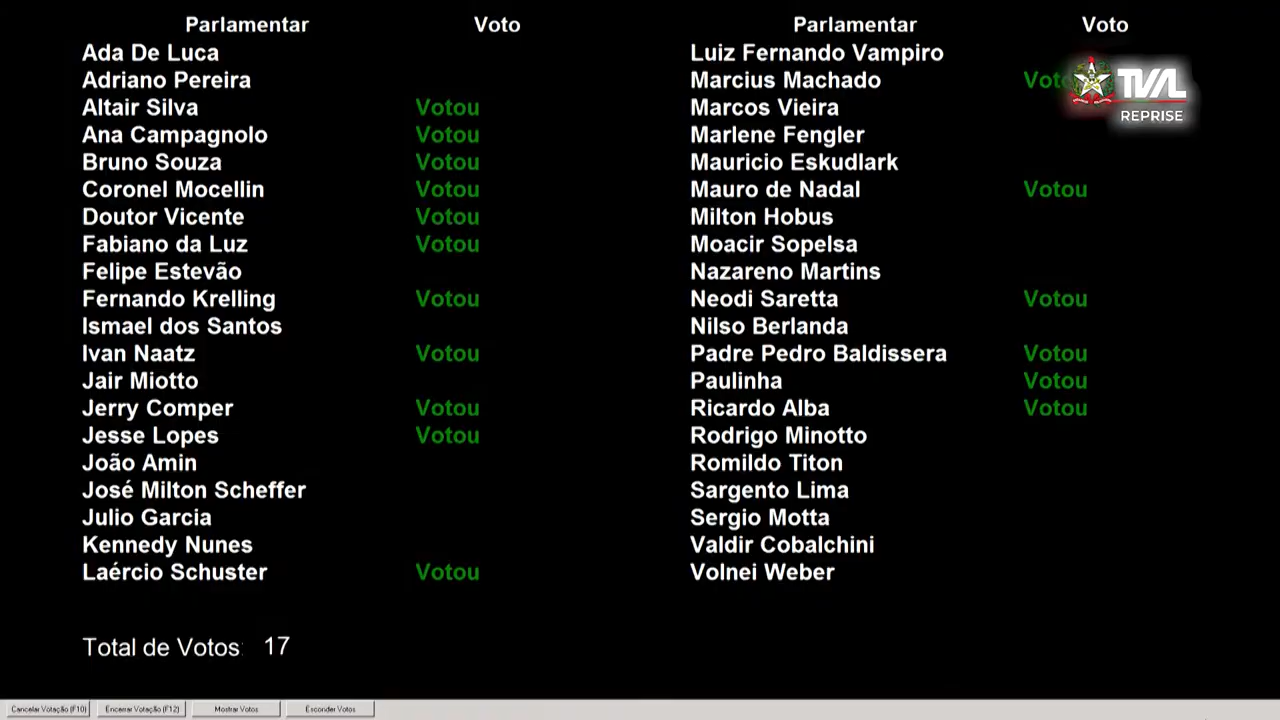 Parlamentar Voto
Ada De Luca
Adriano Pereira
Altair Silva Votou
Ana Campagnolo Votou
Bruno Souza Votou
Coronel Mocellin Votou
Doutor Vicente Votou
Fabiano da Luz Votou
Felipe Estevão
Fernando Krelling Votou
Ismael dos Santos
Ivan Naatz Votou
Jair Miotto
Jerry Comper Votou
Jesse Lopes Votou
João Amin
José Milton Scheffer
Julio Garcia
Kennedy Nunes
Laércio Schuster Votou
Parlamentar Voto
Luiz Fernando Vampiro
Marcius Machado Voto
Marcos Vieira
Marlene Fengler
Mauricio Eskudlark
Mauro de Nadal Votou
Milton Hobus
Moacir Sopelsa
Nazareno Martins
Neodi Saretta Votou
Nilso Berlanda
Padre Pedro Baldissera Votou
Paulinha Votou
Ricardo Alba Votou
Rodrigo Minotto
Romildo Titon
Sargento Lima
Sergio Motta
Valdir Cobalchini
Volnei Weber
TVAL
REPRISE
Total de Votos: 17
Cancelar Votação (F10) Encerrar Votação (F12) Mostrar Votos Esconder Votos